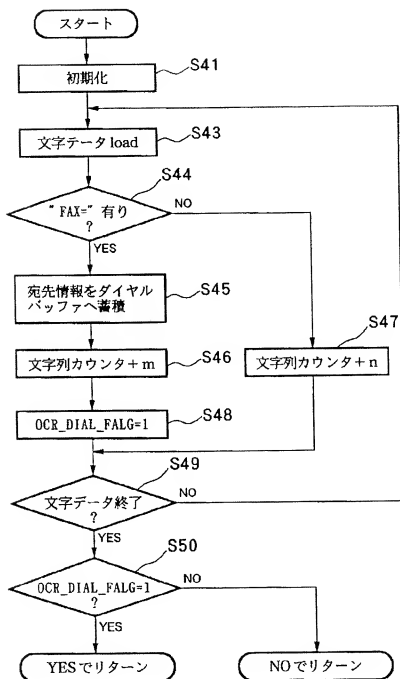 スタート
初期化
S41
文字データ load
S43
S44
"FAX=" 有り
?
NO
YES
宛先情報をダイヤル
バッファへ蓄積
S45
S47
文字列カウンタ+m
S46
文字列カウンタ+n
OCR_DIAL_FALG=1
S48
S49
文字データ終了
?
NO
YES
S50
OCR_DIAL_FALG=1
?
NO
YES
YESでリターン
NOでリターン